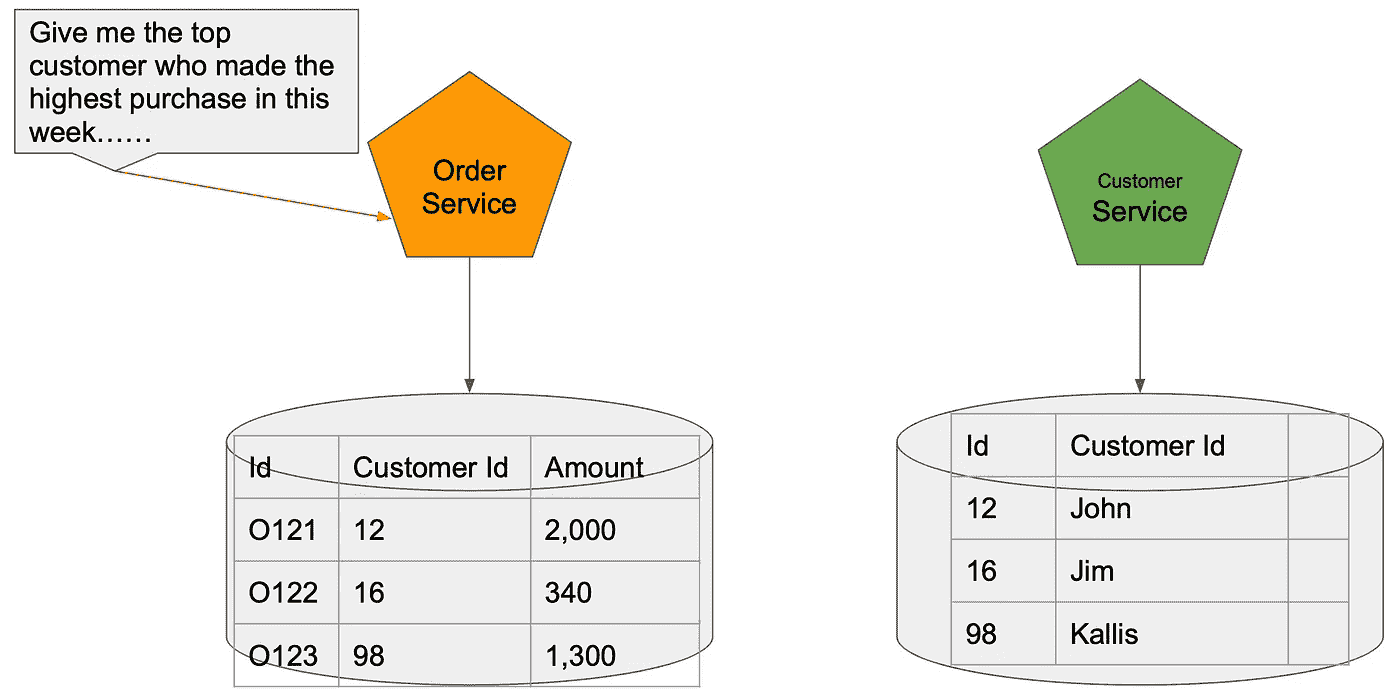 Give me the top
customer who made the
highest purchase in this
week......
Order
Service
Customer
Service
Id Customer Id Amount
O121 12 2,000
O122 16 340
O123 98 1,300
Id Customer Id
12 John
16 Jim
98 Kallis